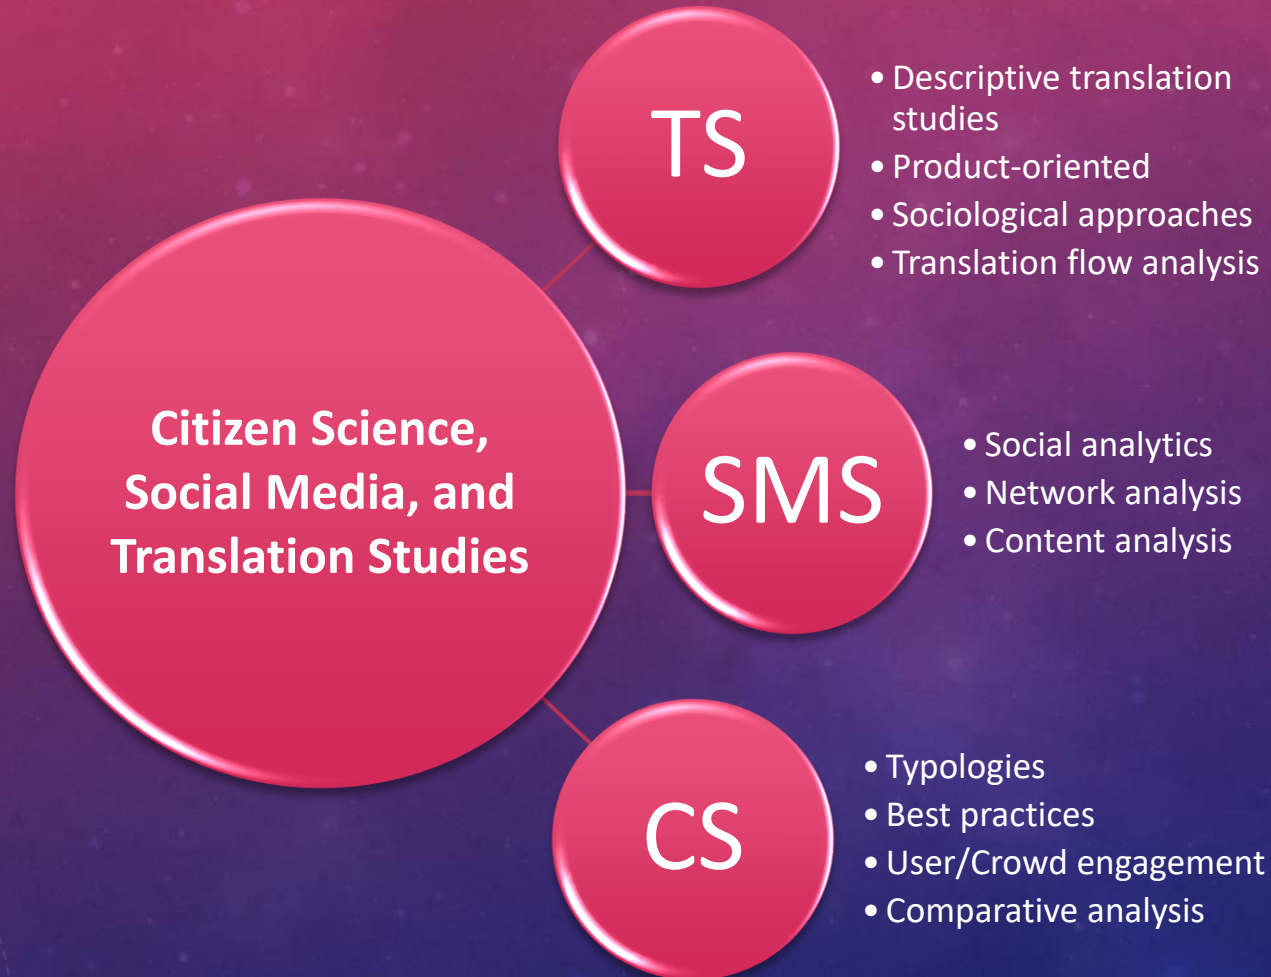 Citizen Science,
Social Media, and
Translation Studies
TS
• Descriptive translation
studies
• Product-oriented
• Sociological approaches
• Translation flow analysis
SMS
• Social analytics
• Network analysis
• Content analysis
CS
• Typologies
• Best practices
• User/Crowd engagement
• Comparative analysis